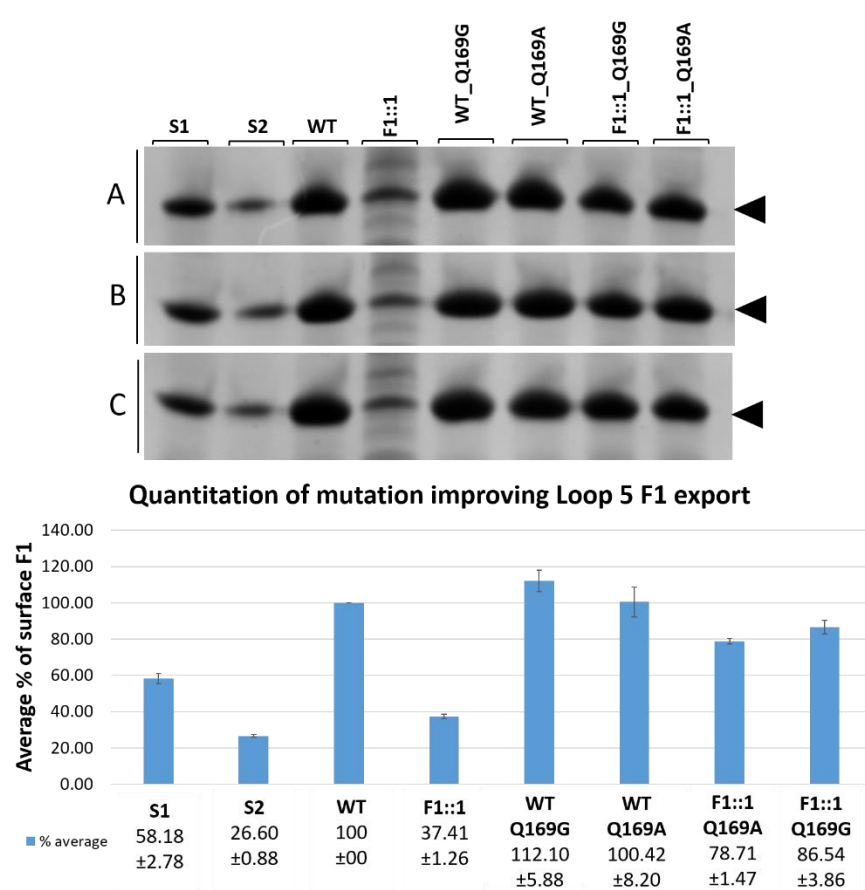 S1 S2 WT F1::1 WT_Q169G WT_Q169A F1::1_Q169G F1::1_Q169A
A
B
C
Quantitation of mutation improving Loop 5 F1 export
Average % of surface F1
140.00
120.00
100.00
80.00
60.00
40.00
20.00
0.00
S1 S2 WT F1::1 WT WT F1::1 F1::1
Q169G Q169A Q169A Q169G
% average
58.18 26.60 100 37.41 112.10 100.42 78.71 86.54
±2.78 ±0.88 ±00 ±1.26 ±5.88 ±8.20 ±1.47 ±3.86